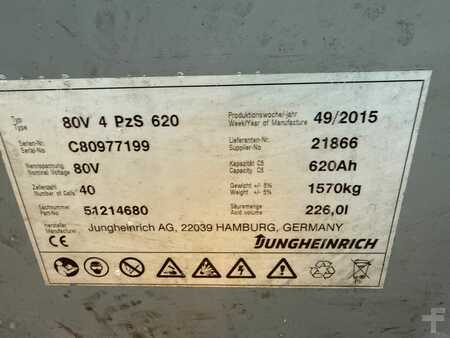 Typ
Type
80V 4 PzS 620
Produktionswoche/-jahr
Week/Year of Manufacture
49/2015
Serien-Nr.
Serial-No.
C80977199
Lieferanten-Nr.
Supplier-No
21866
Nennspannung
Nominal Voltage
80V
Kapazität C5
Capacity C5
620Ah
Zellenzahl
Number of Cells
40
Gewicht +/- 5%
Weight +/- 5%
1570kg
Sachnummer
Part-No
51214680
Säuremenge
Acid volume
226,0l
Hersteller
Manufacturer
Jungheinrich AG, 22039 HAMBURG, GERMANY
CE
JUNGHEINRICH
Pb